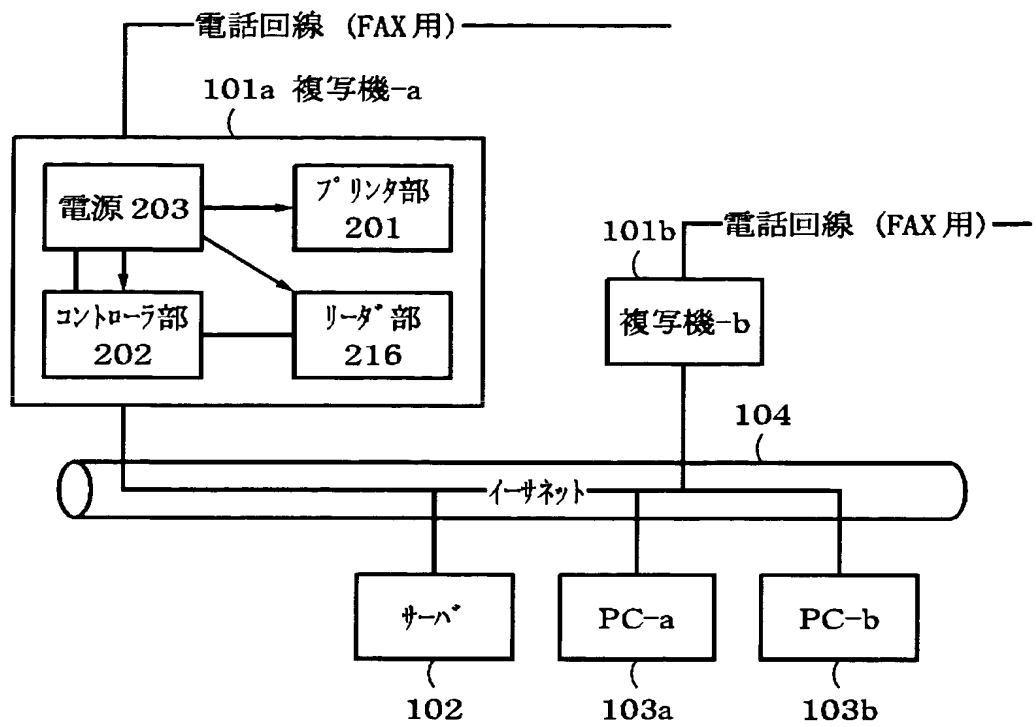 電話回線 (FAX用)
101a 複写機-a
電源 203
プリンタ部
201
コントローラ部
202
リーダ部
216
電話回線 (FAX用)
101b
複写機-b
104
イーサネット
サーバ
PC-a
PC-b
102
103a
103b